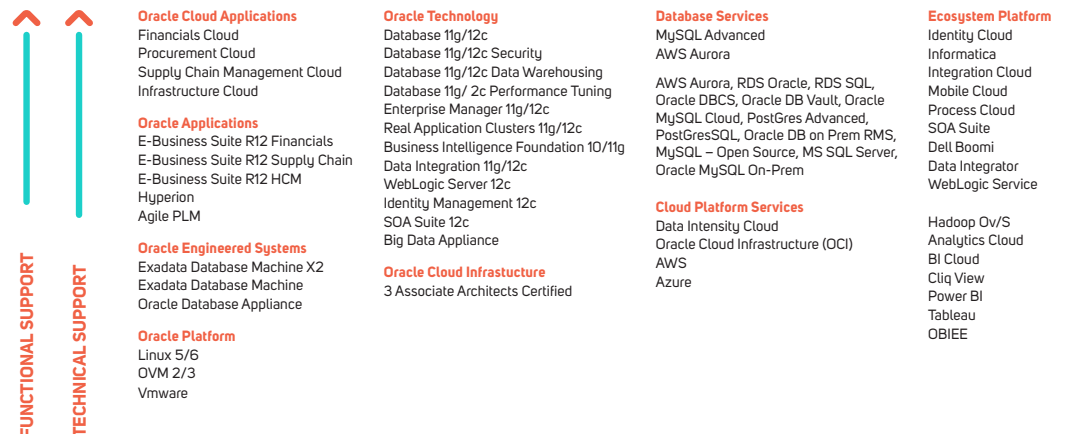 FUNCTIONAL SUPPORT
TECHNICAL SUPPORT
Oracle Cloud Applications
Financials Cloud
Procurement Cloud
Supply Chain Management Cloud
Infrastructure Cloud
Oracle Applications
E-Business Suite R12 Financials
E-Business Suite R12 Supply Chain
E-Business Suite R12 HCM
Hyperion
Agile PLM
Oracle Engineered Systems
Exadata Database Machine X2
Exadata Database Machine
Oracle Database Appliance
Oracle Platform
Linux 5/6
OVM 2/3
Vmware
Oracle Technology
Database 11g/12c
Database 11g/12c Security
Database 11g/12c Data Warehousing
Database 11g/ 2c Performance Tuning
Enterprise Manager 11g/12c
Real Application Clusters 11g/12c
Business Intelligence Foundation 10/11g
Data Integration 11g/12c
WebLogic Server 12c
Identity Management 12c
SOA Suite 12c
Big Data Appliance
Oracle Cloud Infrastucture
3 Associate Architects Certified
Database Services
MySQL Advanced
AWS Aurora
AWS Aurora, RDS Oracle, RDS SQL,
Oracle DBCS, Oracle DB Vault, Oracle
MySQL Cloud, PostGres Advanced,
PostGresSQL, Oracle DB on Prem RMS,
MySQL – Open Source, MS SQL Server,
Oracle MySQL On-Prem
Cloud Platform Services
Data Intensity Cloud
Oracle Cloud Infrastructure (OCI)
AWS
Azure
Ecosystem Platform
Identity Cloud
Informatica
Integration Cloud
Mobile Cloud
Process Cloud
SOA Suite
Dell Boomi
Data Integrator
WebLogic Service
Hadoop Ov/S
Analytics Cloud
BI Cloud
Cliq View
Power BI
Tableau
OBIEE